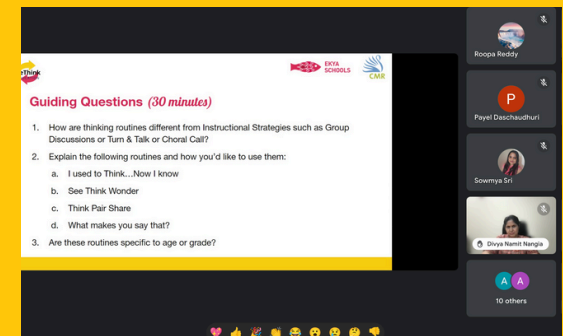 eThink
EKYA
SCHOOLS
CMR
Guiding Questions (30 minutes)
1. How are thinking routines different from Instructional Strategies such as Group
Discussions or Turn & Talk or Choral Call?
2. Explain the following routines and how you'd like to use them:
a. I used to Think...Now I know
b. See Think Wonder
c. Think Pair Share
d. What makes you say that?
3. Are these routines specific to age or grade?
Roopa Reddy
P
Payel Daschaudhuri
Sowmya Sri
Divya Namit Nangia
A A
10 others